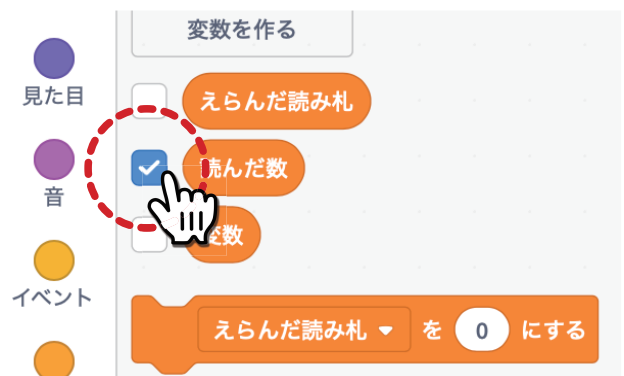 変数を作る
見た目
えらんだ読み札
音
読んだ数
変数
イベント
えらんだ読み札 を 0 にする